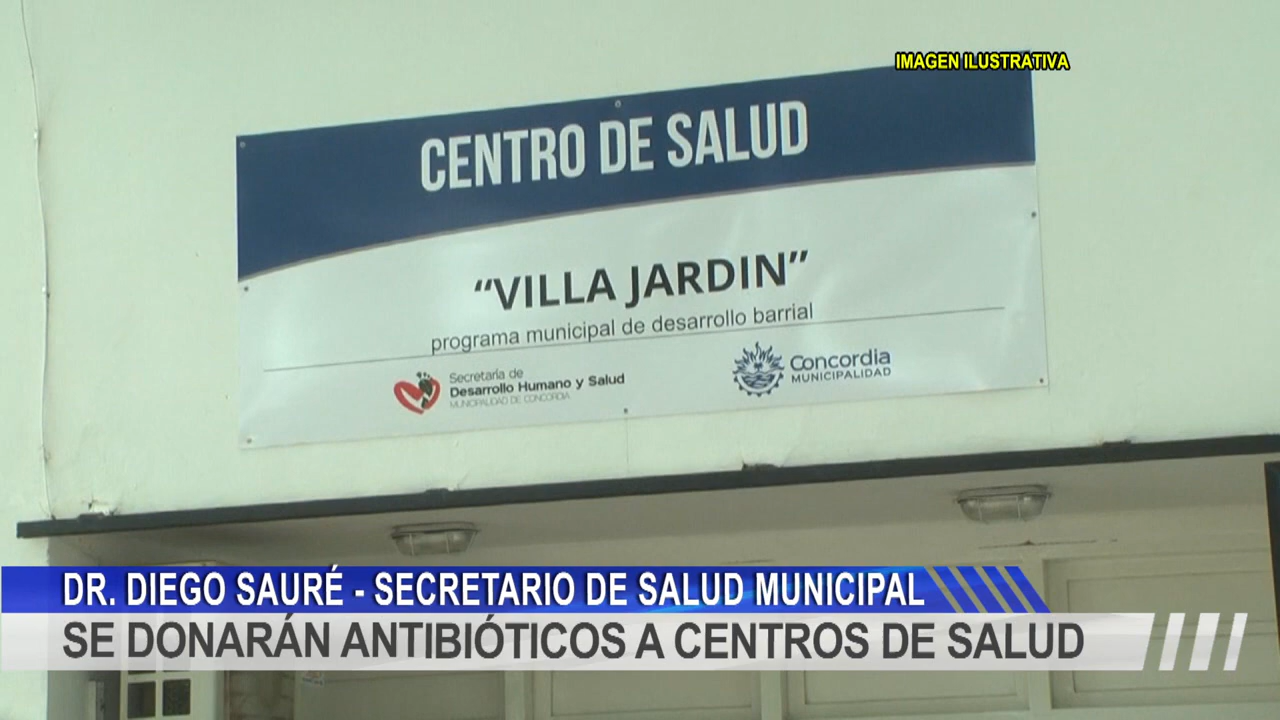 IMAGEN ILUSTRATIVA
CENTRO DE SALUD
“VILLA JARDIN”
programa municipal de desarrollo barrial
Secretaría de
Desarrollo Humano y Salud
MUNICIPALIDAD DE CONCORDIA
Concordia
MUNICIPALIDAD
DR. DIEGO SAURÉ - SECRETARIO DE SALUD MUNICIPAL
SE DONARÁN ANTIBIÓTICOS A CENTROS DE SALUD